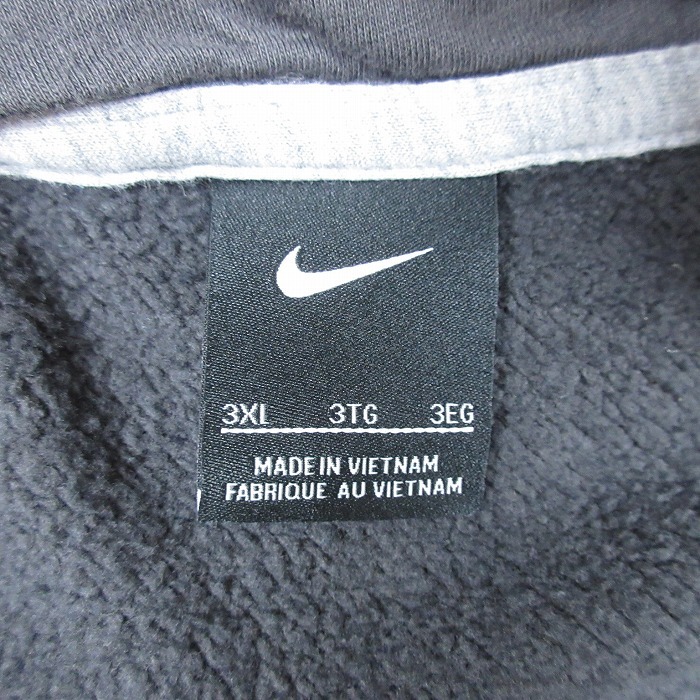 3XL 3TG 3EG
MADE IN VIETNAM
FABRIQUE AU VIETNAM